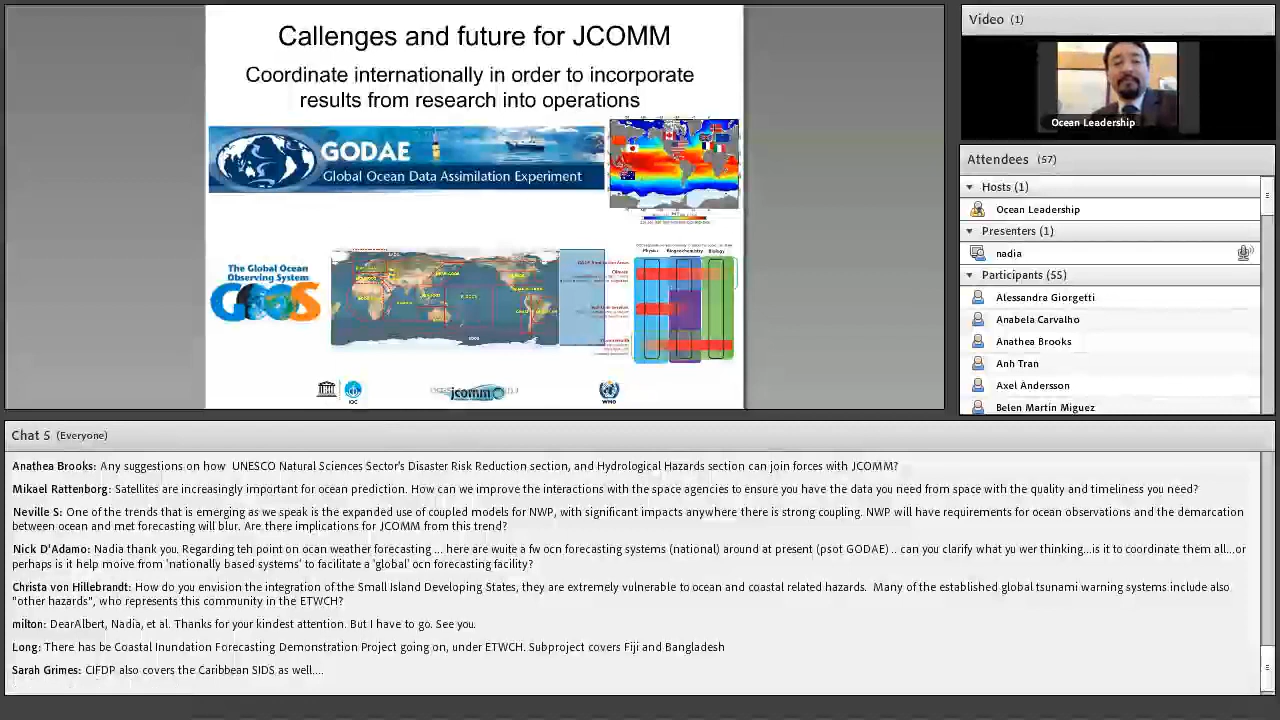 Callenges and future for JCOMM
Coordinate internationally in order to incorporate
results from research into operations
GODAE
Global Ocean Data Assimilation Experiment
The Global Ocean
Observing System
GOOS
Physics Biogeochemistry Biology
Climate
IOC
jcomm
WMO
Video (1)
Ocean Leadership
Attendees (57)
Hosts (1)
Ocean Leadership
Presenters (1)
nadia
Participants (55)
Alessandra Giorgetti
Anabela Carvalho
Anathea Brooks
Anh Tran
Axel Andersson
Belen Martin Miguez
Chat 5 (Everyone)
Anathea Brooks: Any suggestions on how UNESCO Natural Sciences Sector's Disaster Risk Reduction section, and Hydrological Hazards section can join forces with JCOMM?
Mikael Rattenborg: Satellites are increasingly important for ocean prediction. How can we improve the interactions with the space agencies to ensure you have the data you need from space with the quality and timeliness you need?
Neville S: One of the trends that is emerging as we speak is the expanded use of coupled models for NWP, with significant impacts anywhere there is strong coupling. NWP will have requirements for ocean observations and the demarcation
between ocean and met forecasting will blur. Are there implications for JCOMM from this trend?
Nick D'Adamo: Nadia thank you. Regarding teh point on ocan weather forecasting ... here are wuite a fw ocn forecasting systems (national) around at present (psot GODAE) .. can you clarify what yu wer thinking...is it to coordinate them all...or
perhaps is it help moive from 'nationally based systems' to facilitate a 'global' ocn forecasting facility?
Christa von Hillebrandt: How do you envision the integration of the Small Island Developing States, they are extremely vulnerable to ocean and coastal related hazards. Many of the established global tsunami warning systems include also
"other hazards", who represents this community in the ETWCH?
milton: DearAlbert, Nadia, et al. Thanks for your kindest attention. But I have to go. See you.
Long: There has be Coastal Inundation Forecasting Demonstration Project going on, under ETWCH. Subproject covers Fiji and Bangladesh
Sarah Grimes: CIFDP also covers the Caribbean SIDS as well....